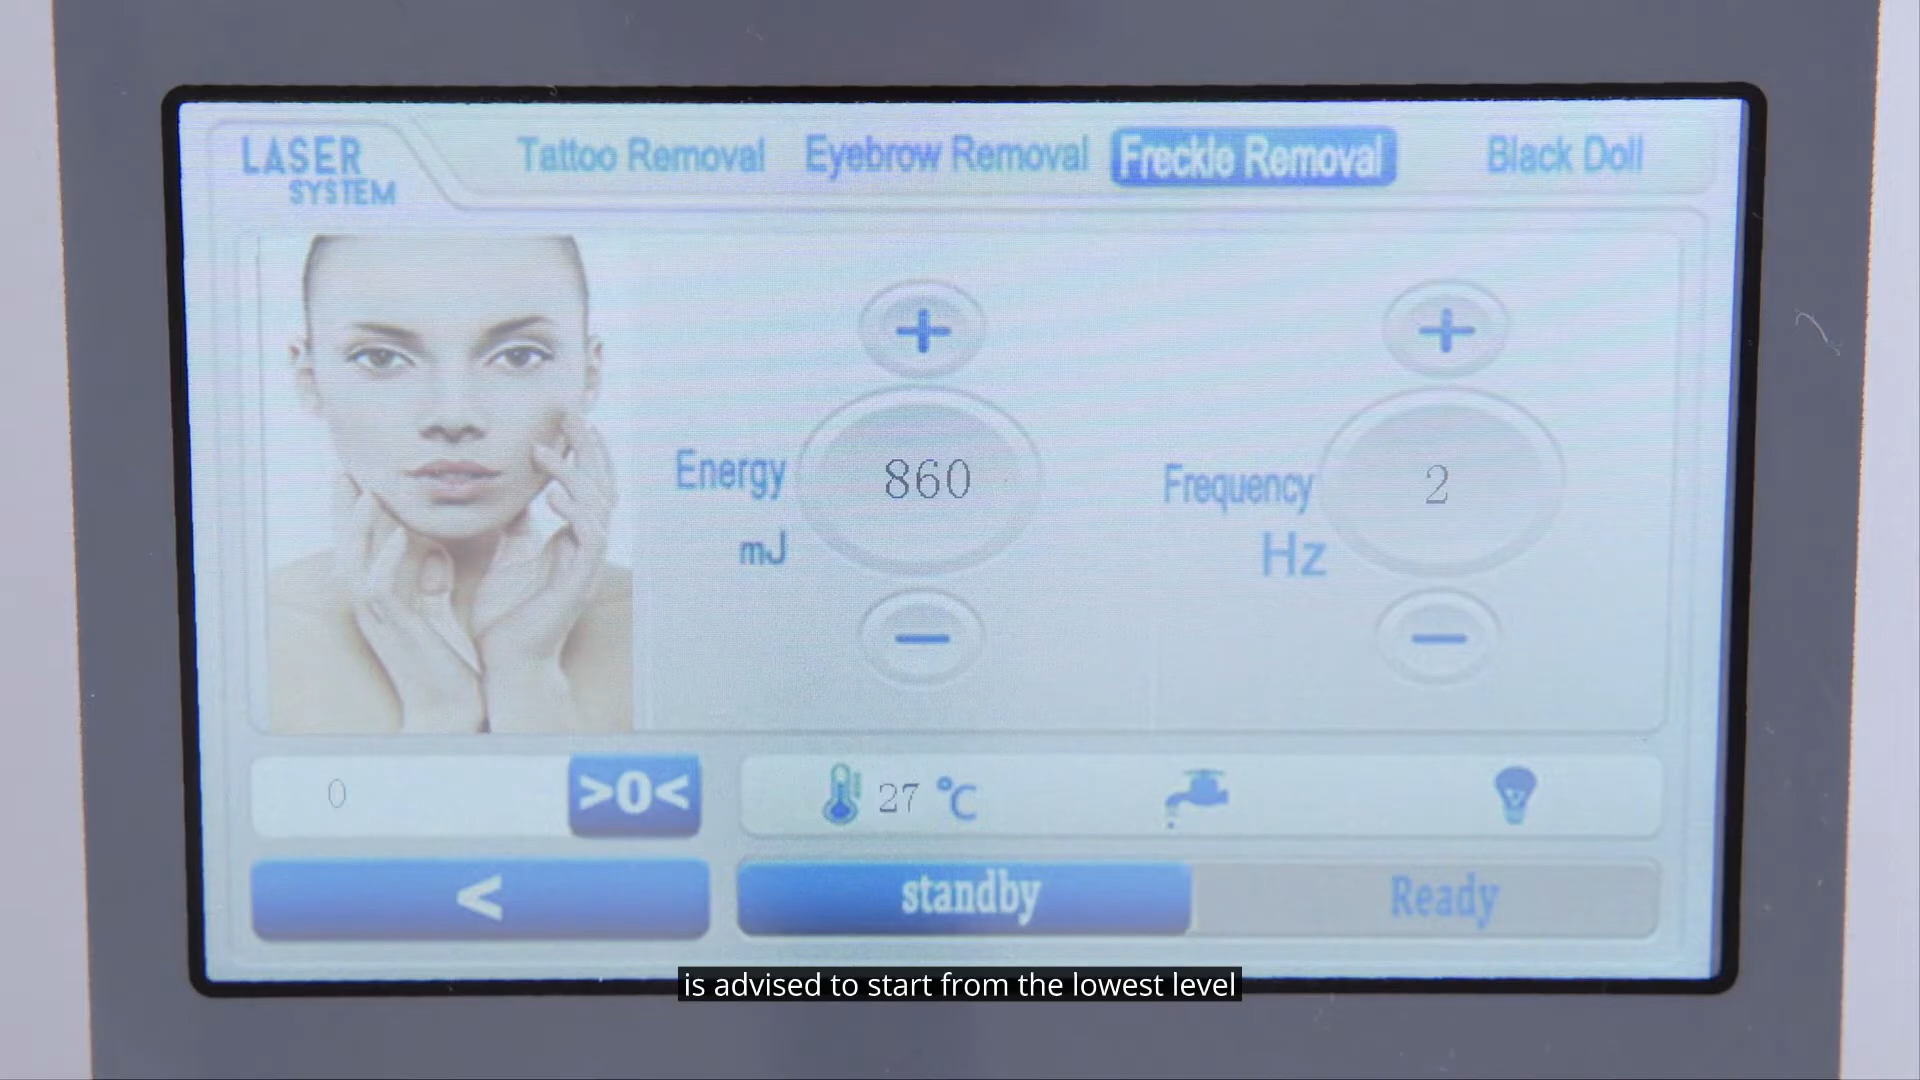 LASER
SYSTEM
Tattoo Removal
Eyebrow Removal
Freckle Removal
Black Doll
+
+
Energy
mJ
860
Frequency
Hz
2
—
—
0
>0<
27 °C
<
standby
Ready
is advised to start from the lowest level